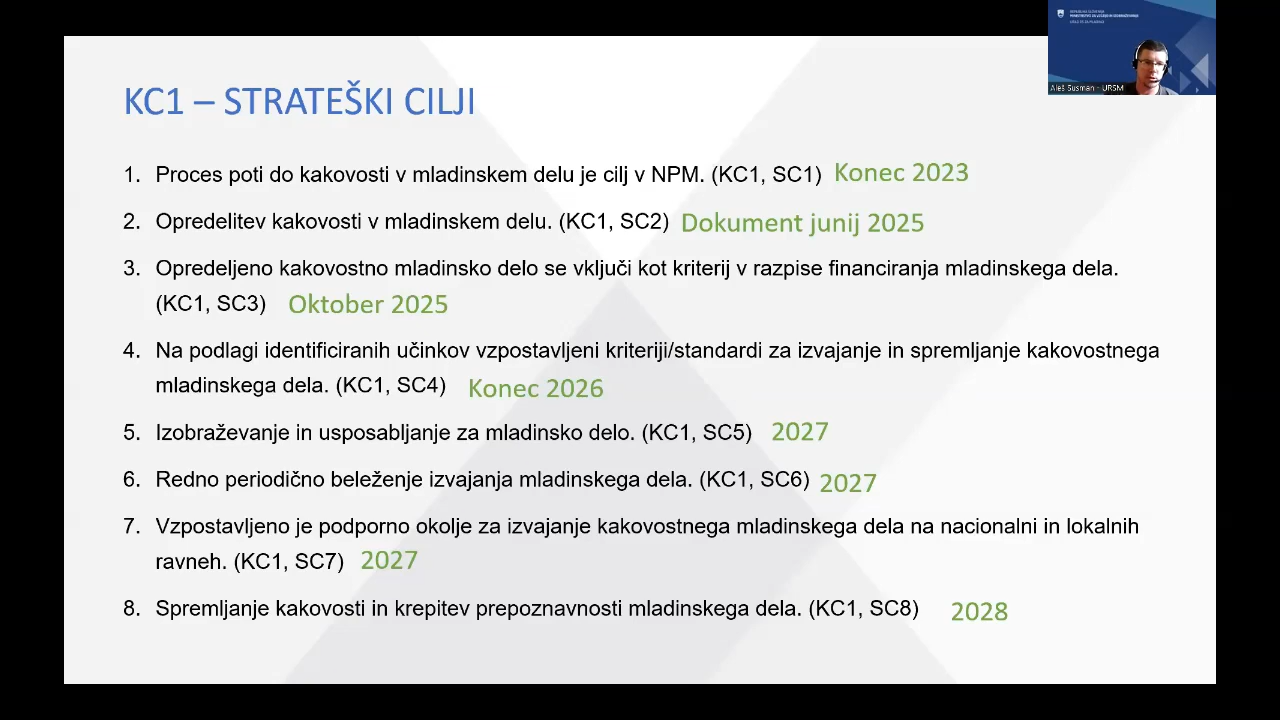 REPUBLIKA SLOVENIJA
Aleš Susman - URSM
KC1 – STRATEŠKI CILJI
1. Proces poti do kakovosti v mladinskem delu je cilj v NPM. (KC1, SC1) Konec 2023
2. Opredelitev kakovosti v mladinskem delu. (KC1, SC2) Dokument junij 2025
3. Opredeljeno kakovostno mladinsko delo se vključi kot kriterij v razpise financiranja mladinskega dela.
(KC1, SC3) Oktober 2025
4. Na podlagi identificiranih učinkov vzpostavljeni kriteriji/standardi za izvajanje in spremljanje kakovostnega
mladinskega dela. (KC1, SC4) Konec 2026
5. Izobraževanje in usposabljanje za mladinsko delo. (KC1, SC5) 2027
6. Redno periodično beleženje izvajanja mladinskega dela. (KC1, SC6) 2027
7. Vzpostavljeno je podporno okolje za izvajanje kakovostnega mladinskega dela na nacionalni in lokalnih
ravneh. (KC1, SC7) 2027
8. Spremljanje kakovosti in krepitev prepoznavnosti mladinskega dela. (KC1, SC8) 2028